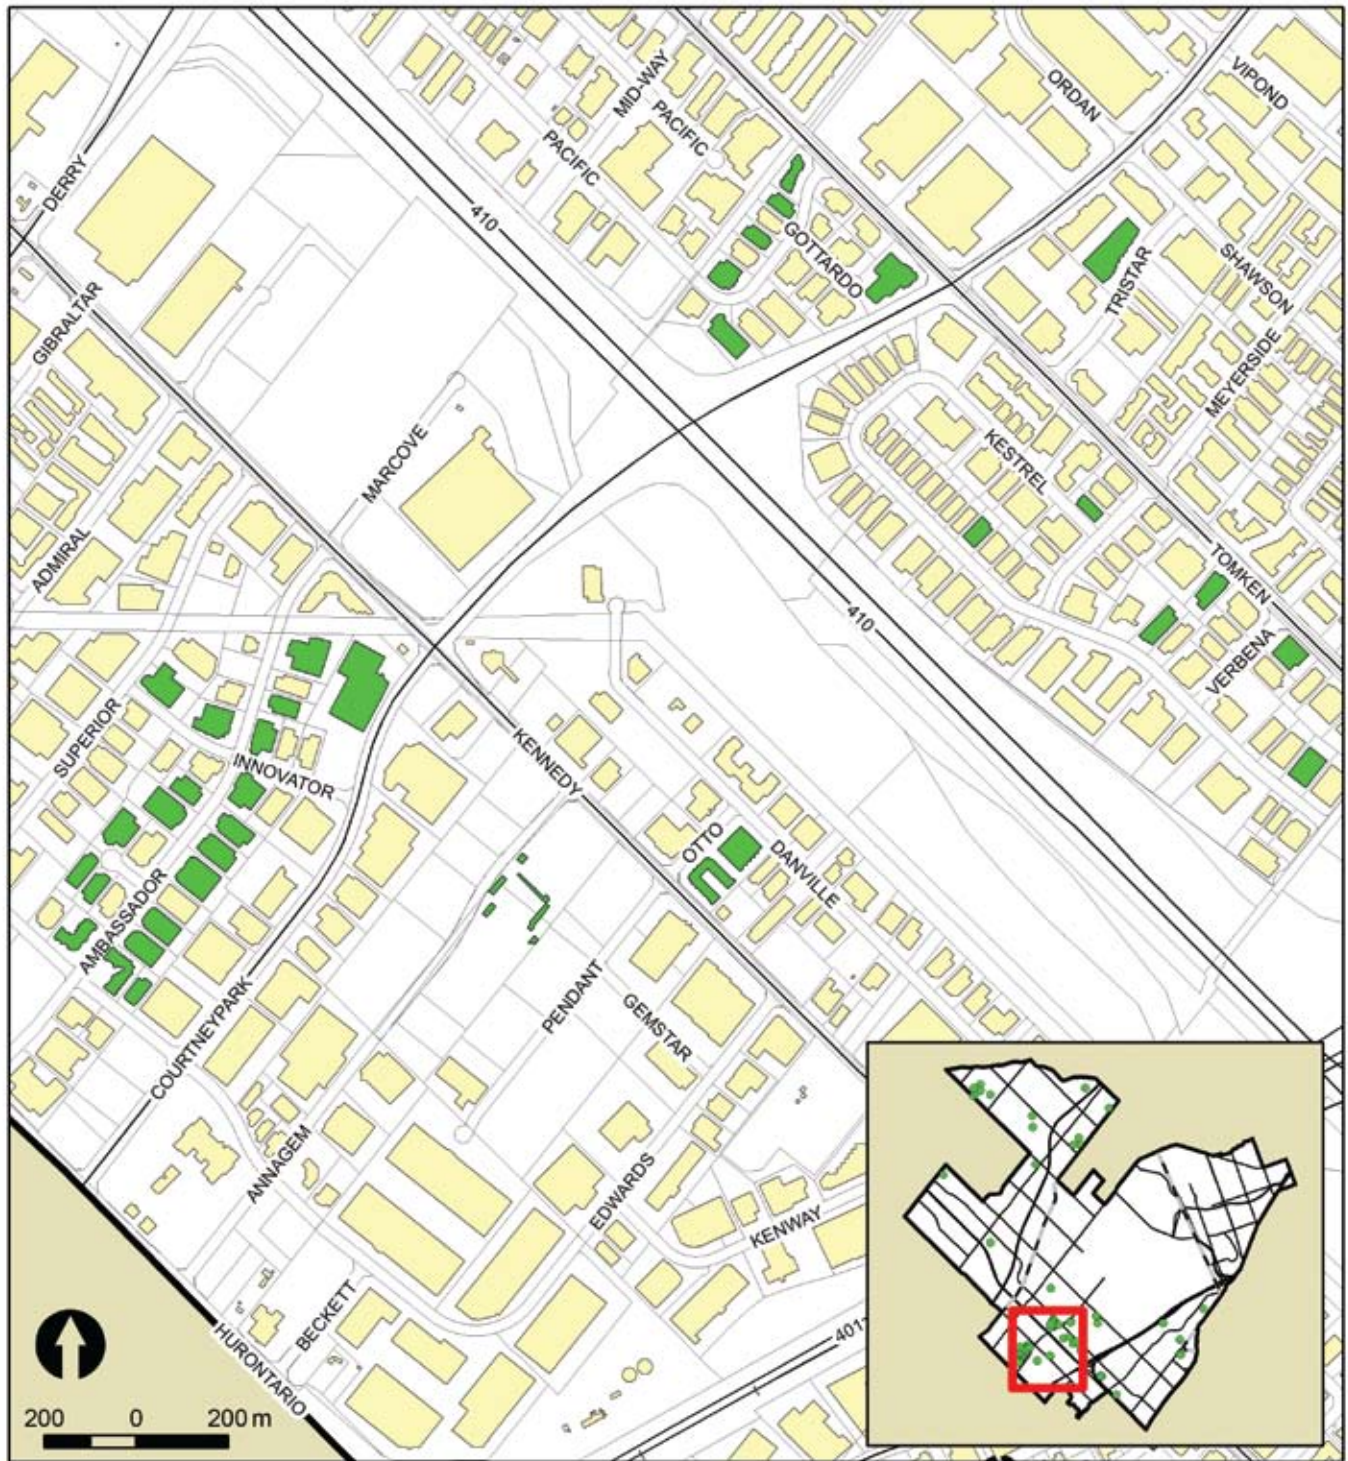 VIPOND
ORDAN
MID-WAY
PACIFIC
PACIFIC
DERRY
410
GOTTARDO
SHAWSON
TRISTAR
GIBRALTAR
MEYERSIDE
MARCOVE
KESTREL
ADMIRAL
TOMKEN
410
VERBENA
SUPERIOR
KENNEDY
INNOVATOR
OTTO
DANVILLE
AMBASSADOR
PENDANT
GEMSTAR
COURTNEYPARK
ANNAGEM
EDWARDS
KENWAY
BECKETT
HURONTARIO
401
200 0 200 m